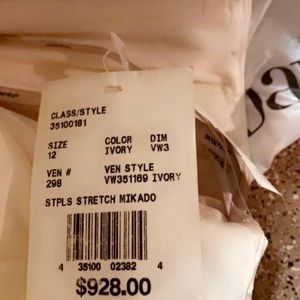 CLASS/STYLE
35100181
SIZE COLOR DIM
12 IVORY VW3
VEN # VEN STYLE
298 VW351169 IVORY
STPLS STRETCH MIKADO
4 35100 02382 4
$928.00